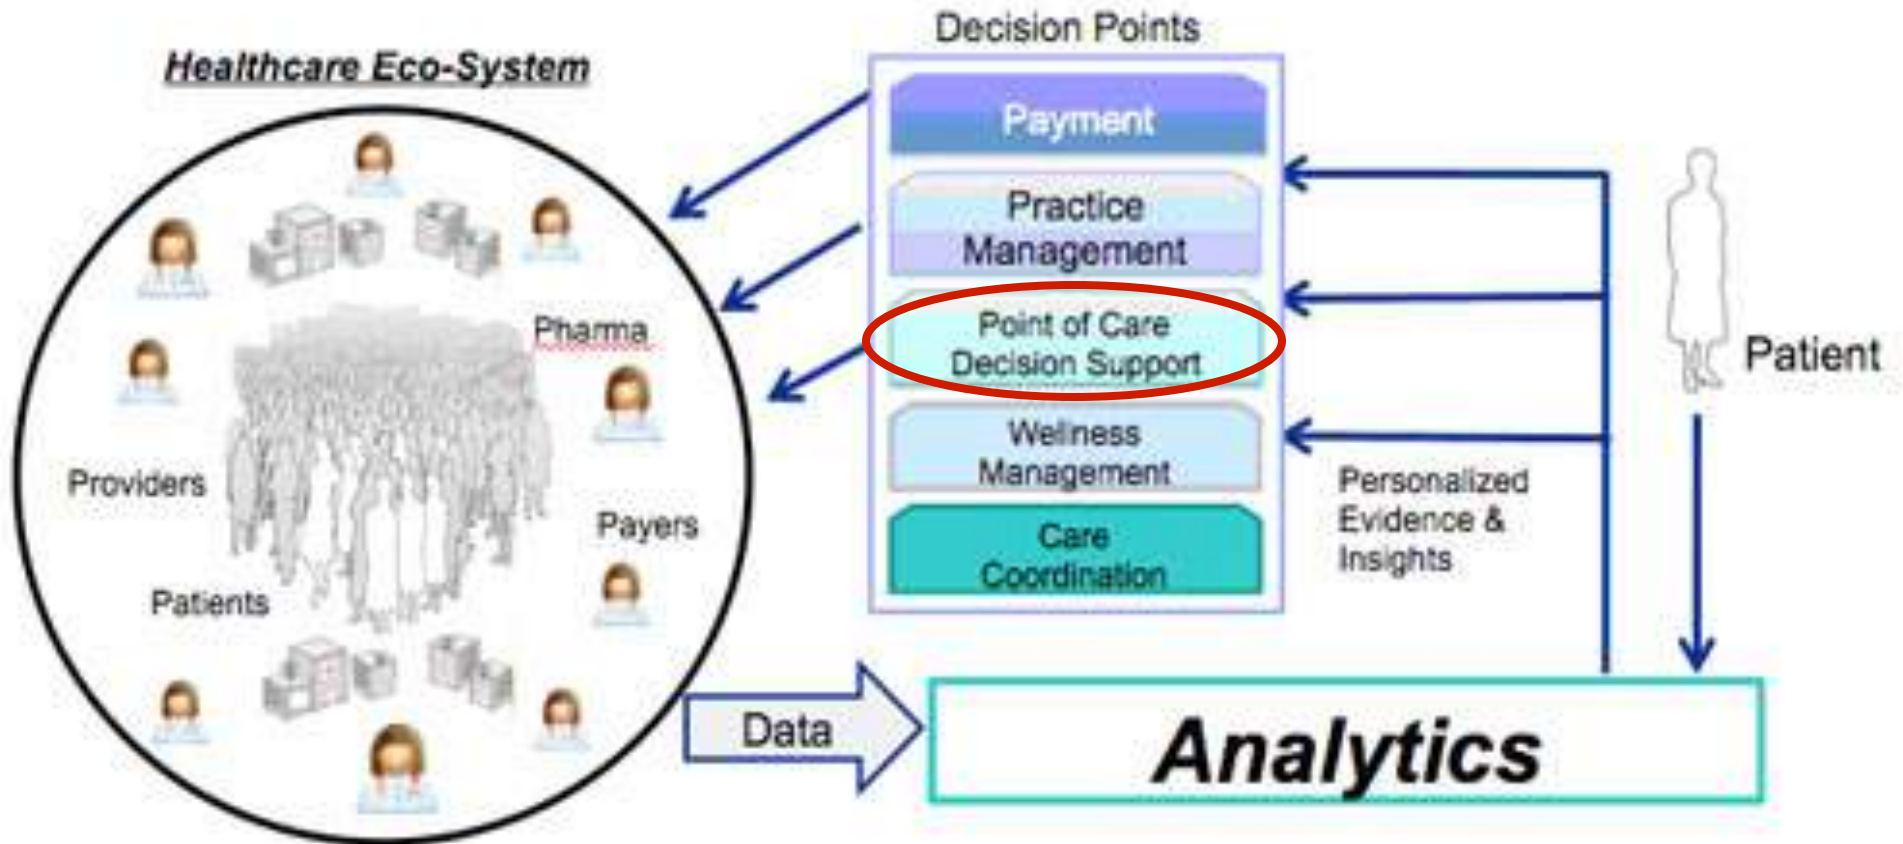 Healthcare Eco-System
Pharma
Providers
Payers
Patients
Decision Points
Payment
Practice
Management
Point of Care
Decision Support
Wellness
Management
Care
Coordination
Personalized
Evidence &
Insights
Patient
Data
Analytics